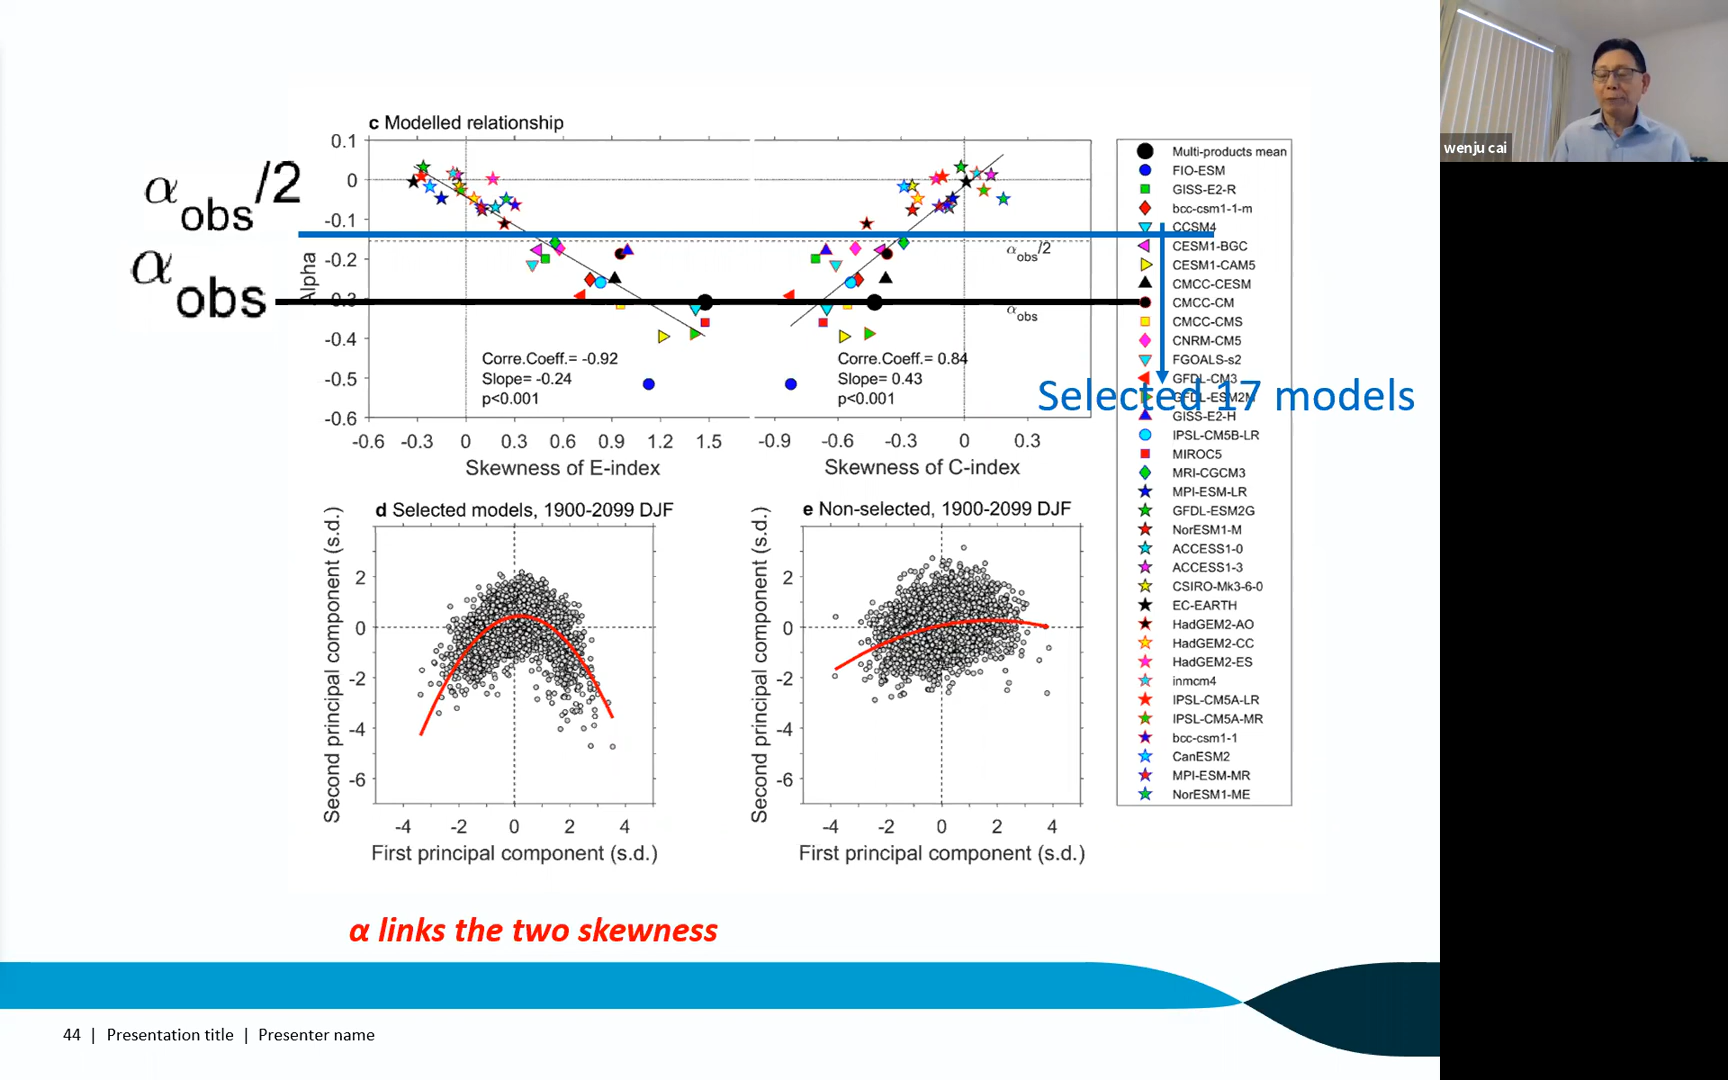 wenju cai
c Modelled relationship
α obs /2
α obs
Alpha
0.1
0
-0.1
-0.2
-0.3
-0.4
-0.5
-0.6
α obs /2
α obs
Corre.Coeff.= -0.92
Slope= -0.24
p<0.001
Corre.Coeff.= 0.84
Slope= 0.43
p<0.001
-0.6 -0.3 0 0.3 0.6 0.9 1.2 1.5
Skewness of E-index
-0.9 -0.6 -0.3 0 0.3
Skewness of C-index
Selected 17 models
Multi-products mean
FIO-ESM
GISS-E2-R
bcc-csm1-1-m
CCSM4
CESM1-BGC
CESM1-CAM5
CMCC-CESM
CMCC-CM
CMCC-CMS
CNRM-CM5
FGOALS-s2
GFDL-CM3
GFDL-ESM2M
GISS-E2-H
IPSL-CM5B-LR
MIROC5
MRI-CGCM3
MPI-ESM-LR
GFDL-ESM2G
NorESM1-M
ACCESS1-0
ACCESS1-3
CSIRO-Mk3-6-0
EC-EARTH
HadGEM2-AO
HadGEM2-CC
HadGEM2-ES
inmcm4
IPSL-CM5A-LR
IPSL-CM5A-MR
bcc-csm1-1
CanESM2
MPI-ESM-MR
NorESM1-ME
d Selected models, 1900-2099 DJF
Second principal component (s.d.)
2
0
-2
-4
-6
-4 -2 0 2 4
First principal component (s.d.)
e Non-selected, 1900-2099 DJF
Second principal component (s.d.)
2
0
-2
-4
-6
-4 -2 0 2 4
First principal component (s.d.)
α links the two skewness
44 | Presentation title | Presenter name